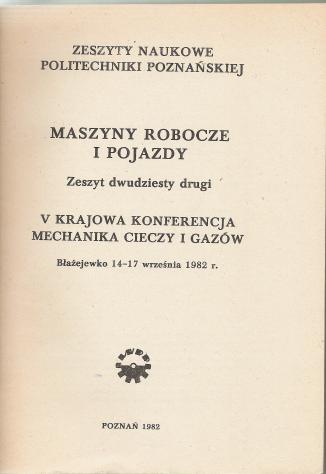 ZESZYTY NAUKOWE
POLITECHNIKI POZNAŃSKIEJ
MASZYNY ROBOCZE
I POJAZDY
Zeszyt dwudziesty drugi
V KRAJOWA KONFERENCJA
MECHANIKA CIECZY I GAZÓW
Błażejewko 14-17 września 1982 r.
POZNAŃ 1982